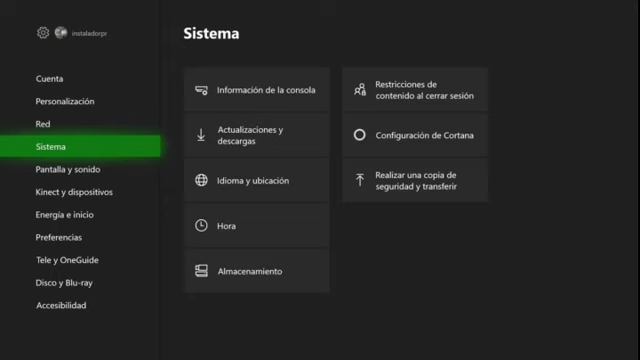 instaladorpr
Cuenta
Personalización
Red
Sistema
Pantalla y sonido
Kinect y dispositivos
Energía e inicio
Preferencias
Tele y OneGuide
Disco y Blu-ray
Accesibilidad
Sistema
Información de la consola
Actualizaciones y
descargas
Idioma y ubicación
Hora
Almacenamiento
Restricciones de
contenido al cerrar sesión
Configuración de Cortana
Realizar una copia de
seguridad y transferir